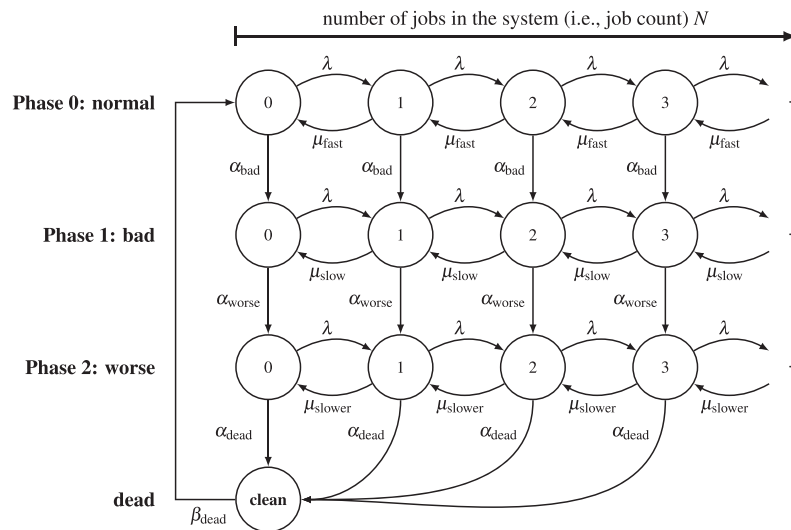 number of jobs in the system (i.e., job count) N
λ λ λ λ
Phase 0: normal 0 1 2 3
μfast μfast μfast μfast
αbad αbad αbad αbad
λ λ λ λ
Phase 1: bad 0 1 2 3
μslow μslow μslow μslow
αworse αworse αworse αworse
λ λ λ λ
Phase 2: worse 0 1 2 3
μslower μslower μslower μslower
αdead αdead αdead αdead
dead clean
βdead